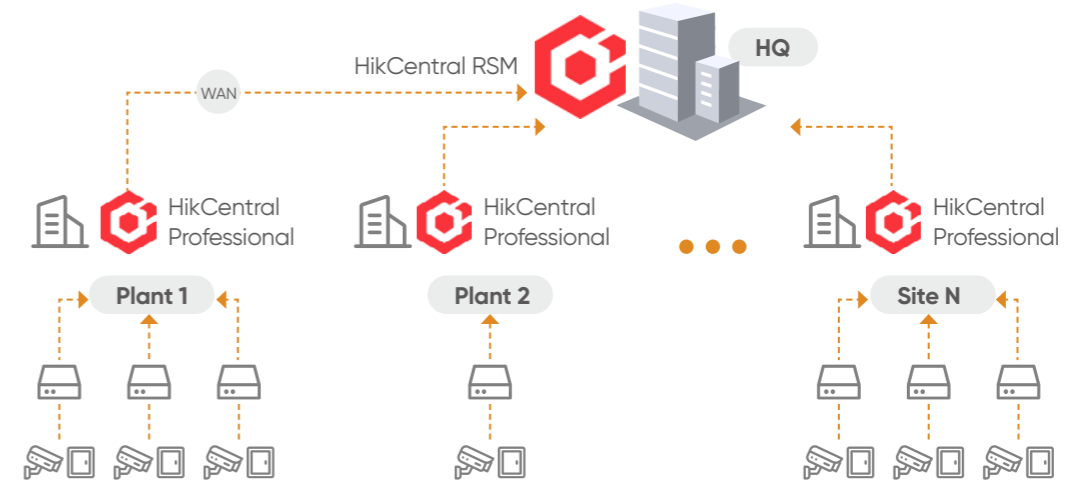 HQ
HikCentral RSM
WAN
HikCentral
Professional
HikCentral
Professional
HikCentral
Professional
Plant 1
Plant 2
Site N